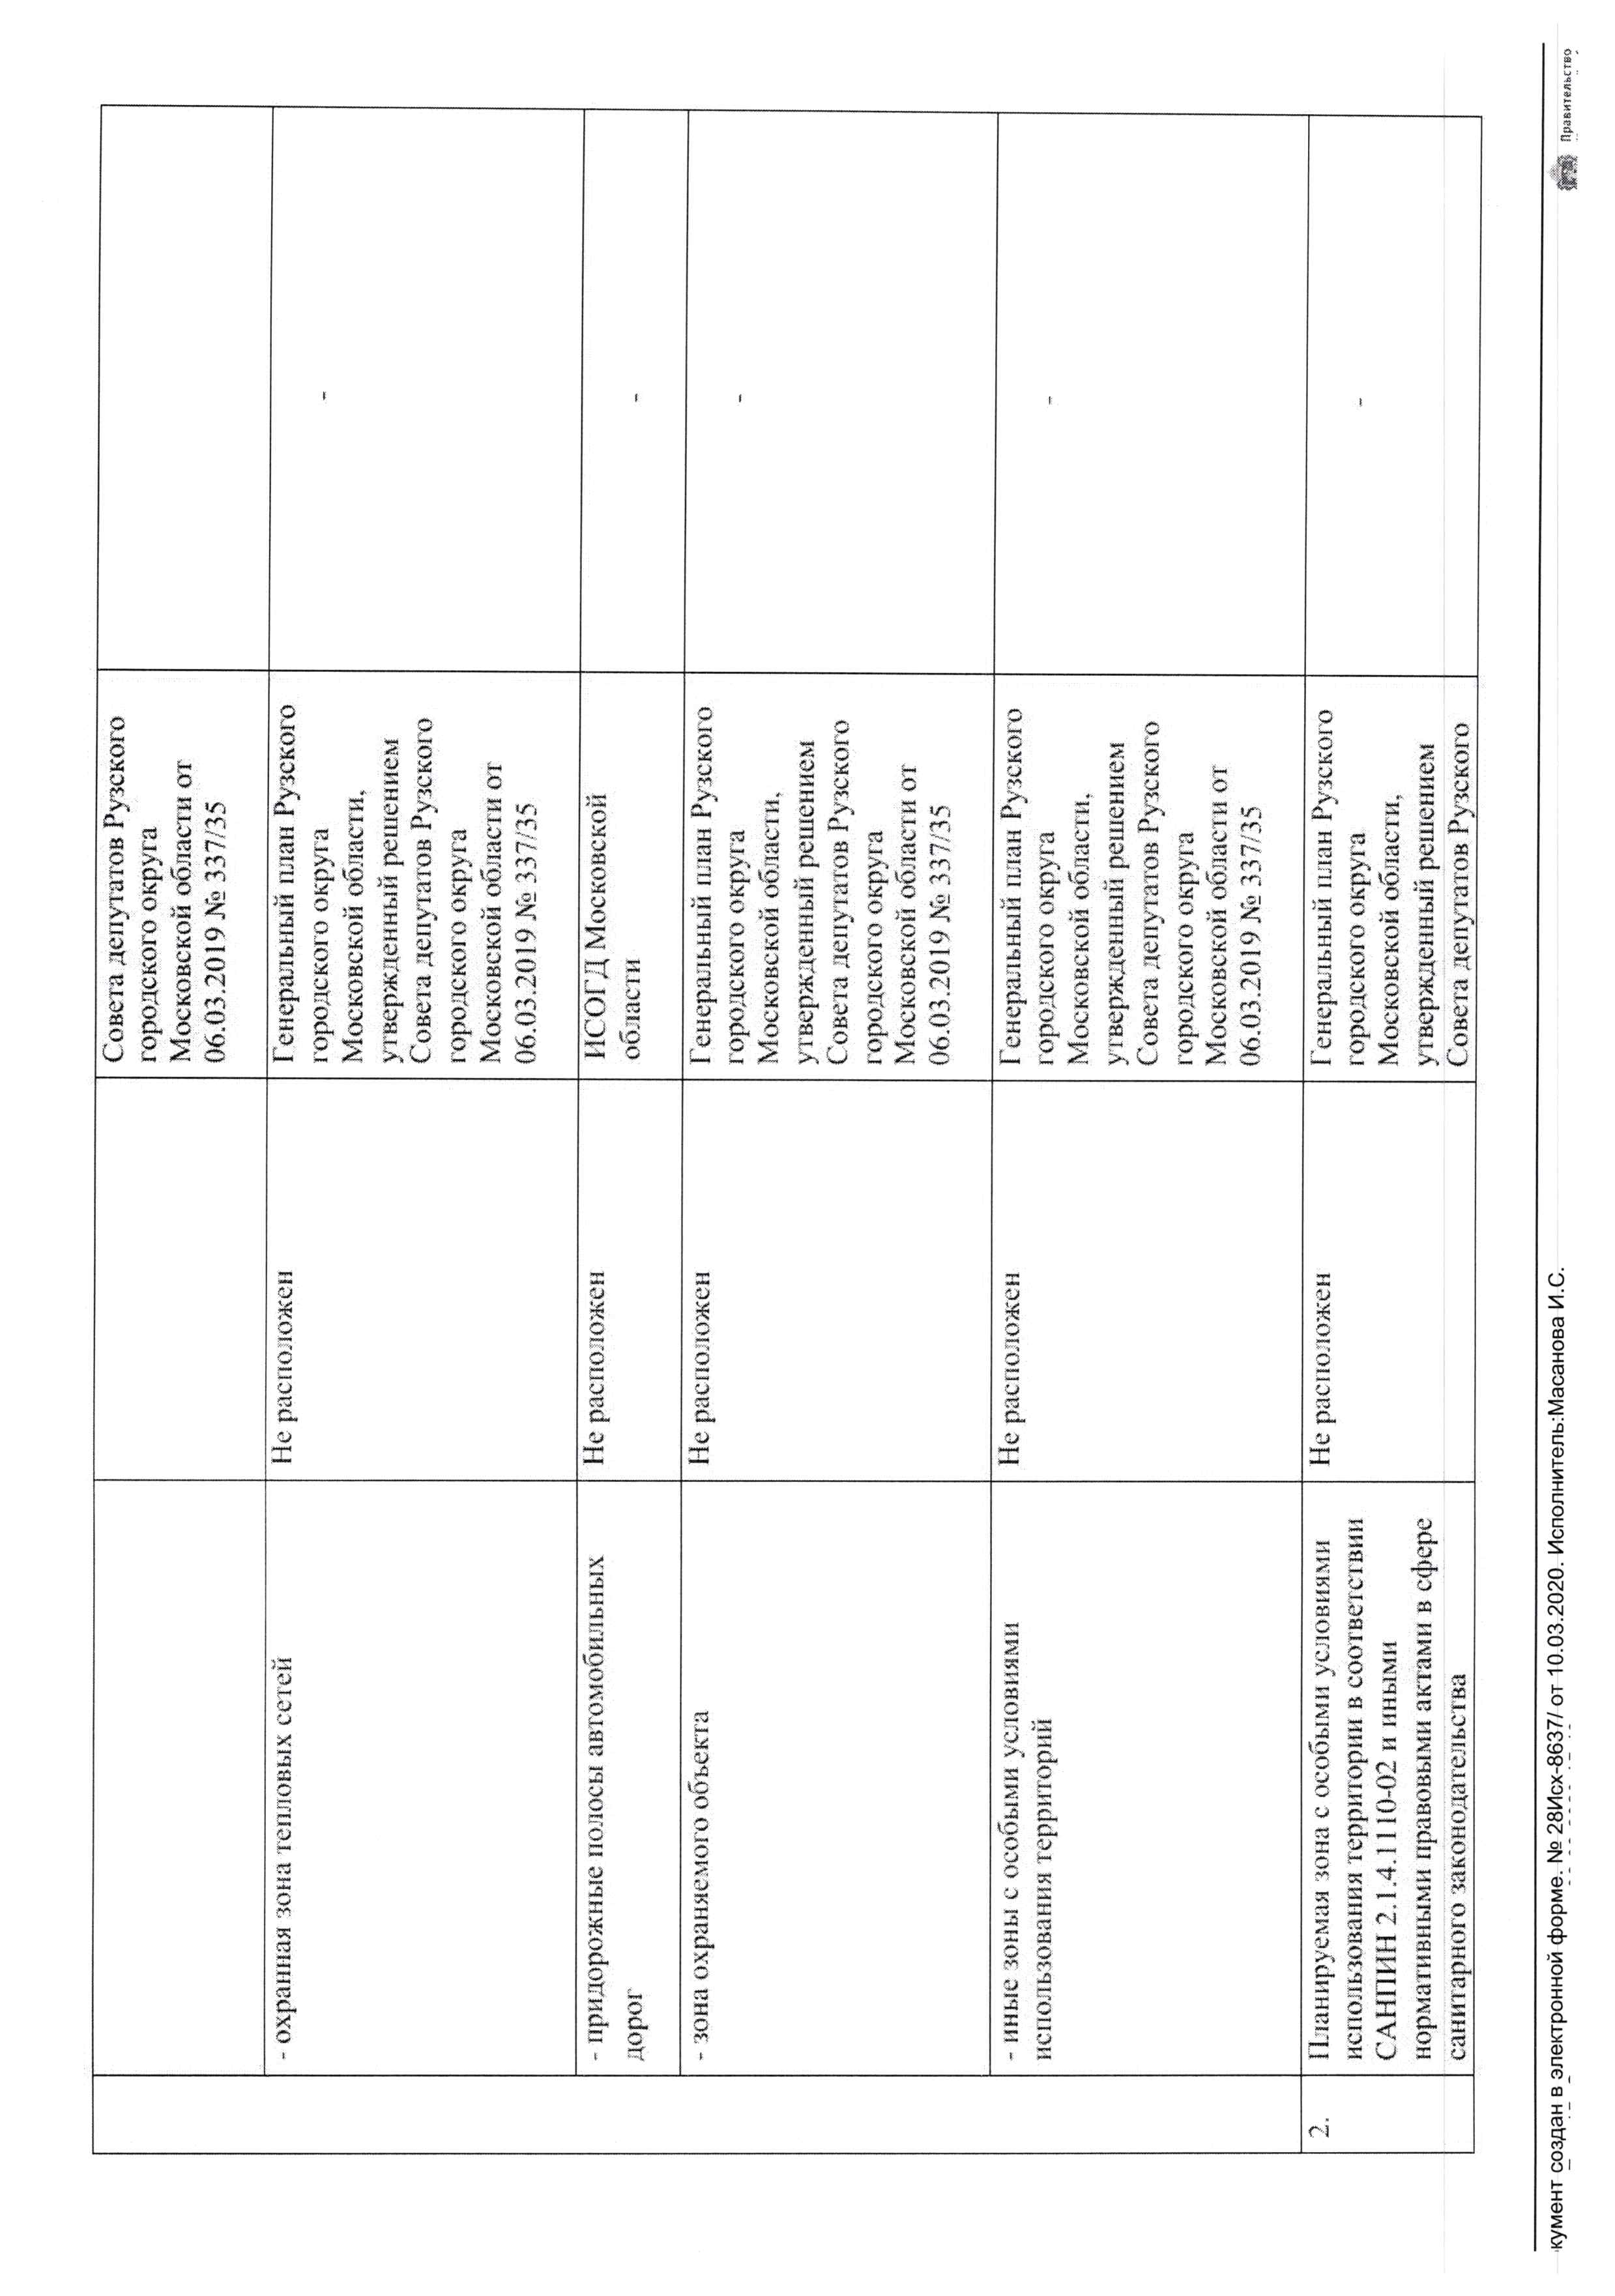 Совета депутатов Рузского
городского округа
Московской области от
06.03.2019 № 337/35
- охранная зона тепловых сетей
Не расположен
Генеральный план Рузского
городского округа
Московской области,
утвержденный решением
Совета депутатов Рузского
городского округа
Московской области от
06.03.2019 № 337/35
-
- придорожные полосы автомобильных
дорог
Не расположен
ИСОГД Московской
области
-
- зона охраняемого объекта
Не расположен
Генеральный план Рузского
городского округа
Московской области,
утвержденный решением
Совета депутатов Рузского
городского округа
Московской области от
06.03.2019 № 337/35
-
- иные зоны с особыми условиями
использования территорий
Не расположен
Генеральный план Рузского
городского округа
Московской области,
утвержденный решением
Совета депутатов Рузского
городского округа
Московской области от
06.03.2019 № 337/35
-
2.
Планируемая зона с особыми условиями
использования территории в соответствии
САНПИН 2.1.4.1110-02 и иными
нормативными правовыми актами в сфере
санитарного законодательства
Не расположен
Генеральный план Рузского
городского округа
Московской области,
утвержденный решением
Совета депутатов Рузского
-
кумент создан в электронной форме. № 28Исх-8637/ от 10.03.2020. Исполнитель:Масанова И.С.
Правительство